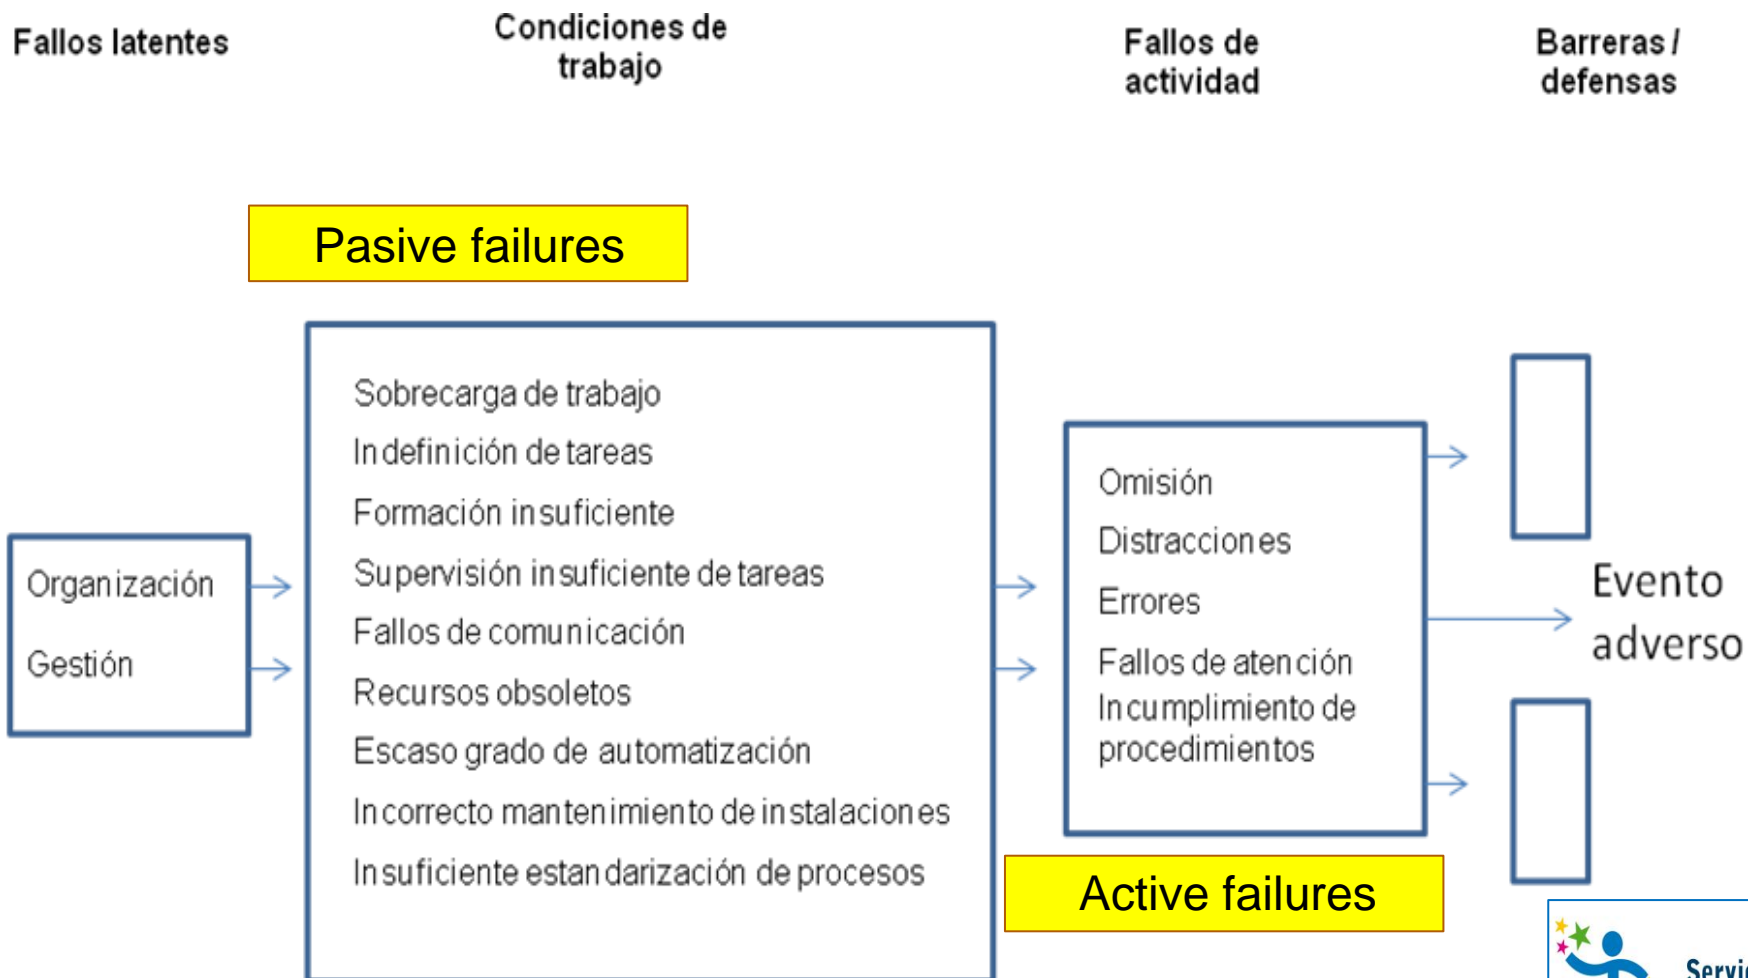 Fallos latentes
Condiciones de
trabajo
Fallos de
actividad
Barreras /
defensas
Pasive failures
Organización
Gestión
Sobrecarga de trabajo
Indefinición de tareas
Formación insuficiente
Supervisión insuficiente de tareas
Fallos de comunicación
Recursos obsoletos
Escaso grado de automatización
Incorrecto mantenimiento de instalaciones
Insuficiente estandarización de procesos
Omisión
Distracciones
Errores
Fallos de atención
Incumplimiento de
procedimientos
Active failures
Evento
adverso